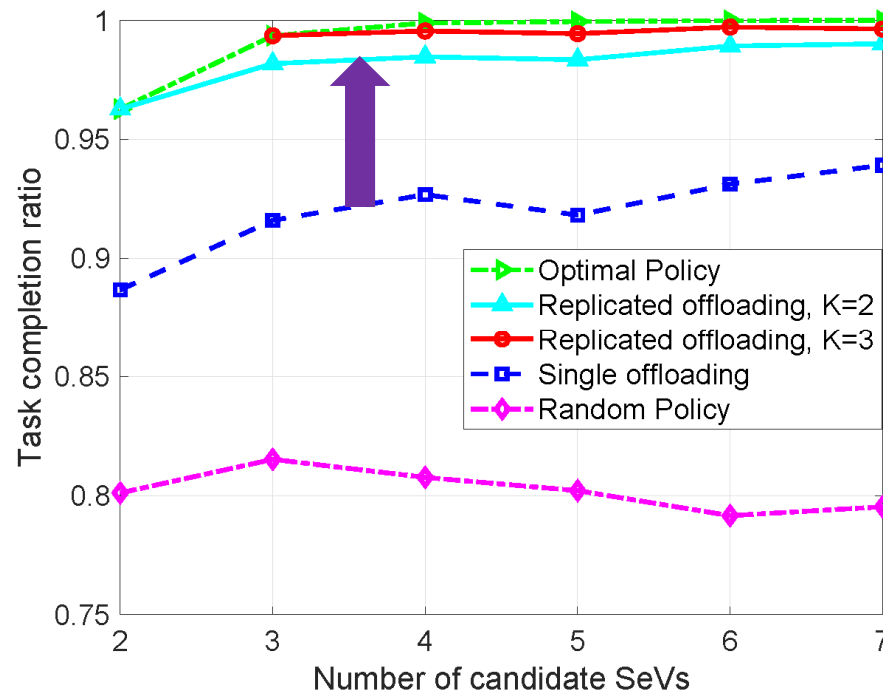 1
0.95
0.9
0.85
0.8
0.75
Task completion ratio
Optimal Policy
Replicated offloading, K=2
Replicated offloading, K=3
Single offloading
Random Policy
2 3 4 5 6 7
Number of candidate SeVs